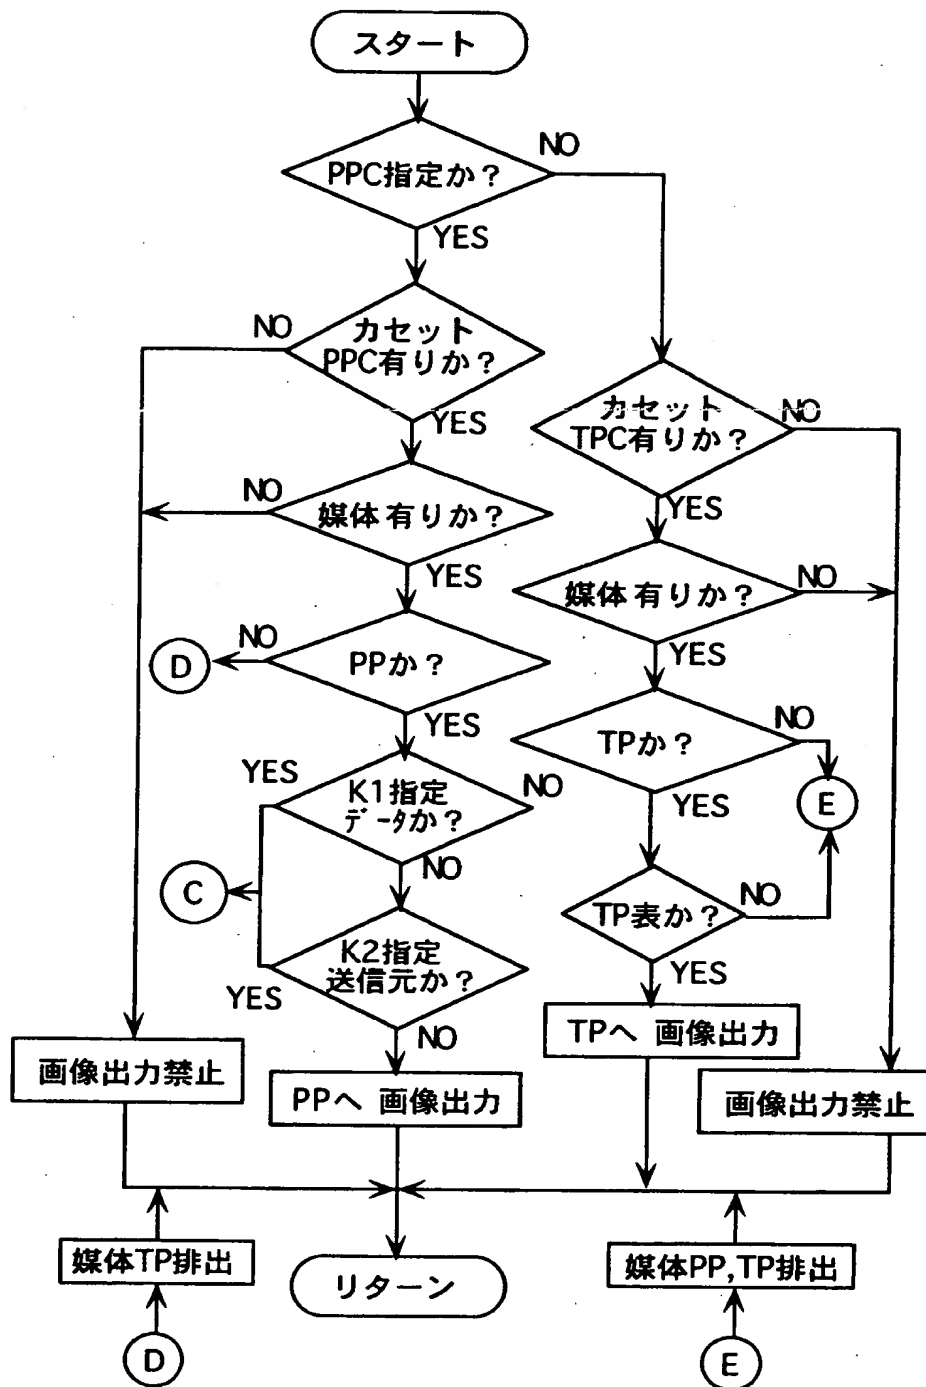 スタート
PPC指定か?
NO
YES
カセット
PPC有りか?
NO
YES
カセット
TPC有りか?
NO
YES
媒体有りか?
NO
YES
媒体有りか?
NO
YES
PPか?
NO
D
YES
TPか?
NO
YES
E
K1指定
データか?
YES
NO
NO
C
TP表か?
NO
YES
K2指定
送信元か?
YES
NO
TPへ 画像出力
画像出力禁止
PPへ 画像出力
画像出力禁止
媒体TP排出
リターン
媒体PP,TP排出
D
E